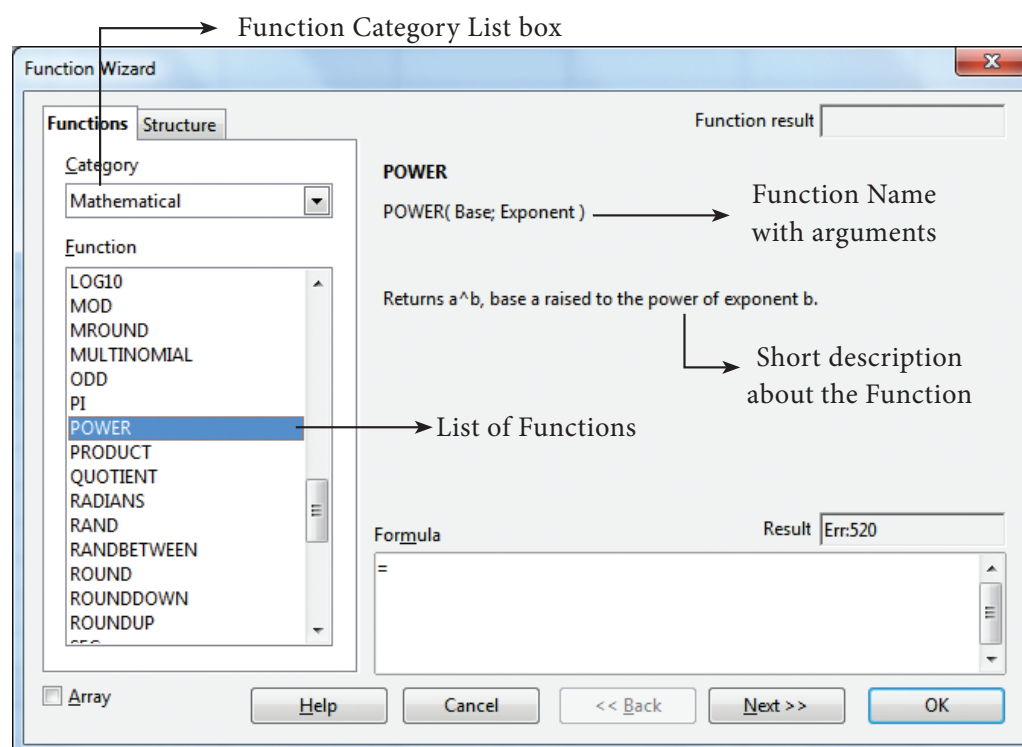 Function Category List box
Function Wizard
Functions
Structure
Function result
Category
Mathematical
POWER
POWER( Base; Exponent )
Function Name
with arguments
Function
LOG10
MOD
MROUND
MULTINOMIAL
ODD
PI
POWER
PRODUCT
QUOTIENT
RADIANS
RAND
RANDBETWEEN
ROUND
ROUNDDOWN
ROUNDUP
Returns a^b, base a raised to the power of exponent b.
Short description
about the Function
List of Functions
Formula
Result
Err:520
=
Array
Help
Cancel
<< Back
Next >>
OK